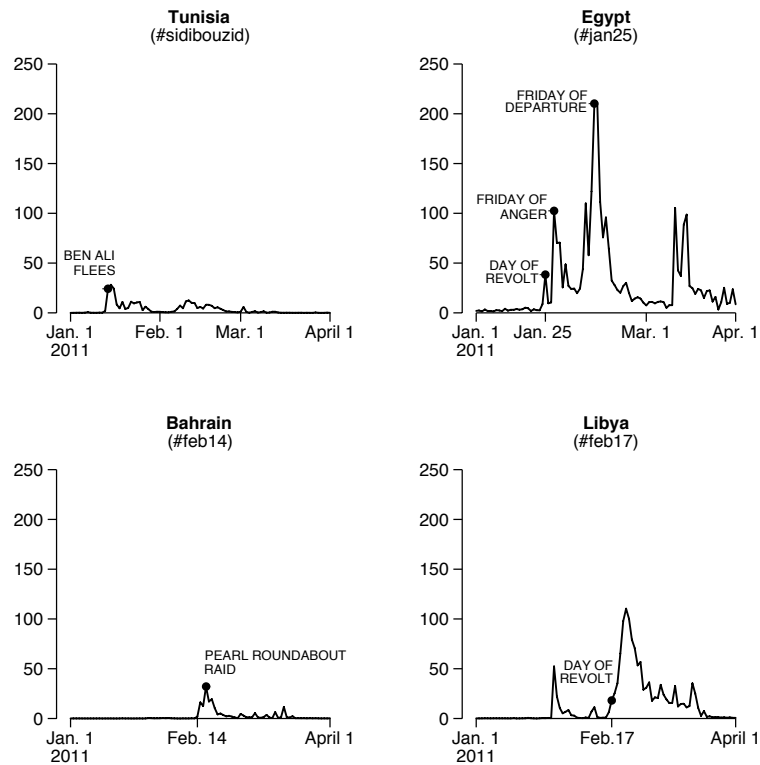 Tunisia
(#sidibouzid)
250
200
150
100
50
0
BEN ALI
FLEES
Jan. 1
2011
Feb. 1
Mar. 1
April 1
Egypt
(#jan25)
250
200
150
100
50
0
FRIDAY OF
DEPARTURE
FRIDAY OF
ANGER
DAY OF
REVOLT
Jan. 1
2011
Jan. 25
Mar. 1
Apr. 1
Bahrain
(#feb14)
250
200
150
100
50
0
PEARL ROUNDABOUT
RAID
Jan. 1
2011
Feb. 14
April 1
Libya
(#feb17)
250
200
150
100
50
0
DAY OF
REVOLT
Jan. 1
2011
Feb.17
April 1